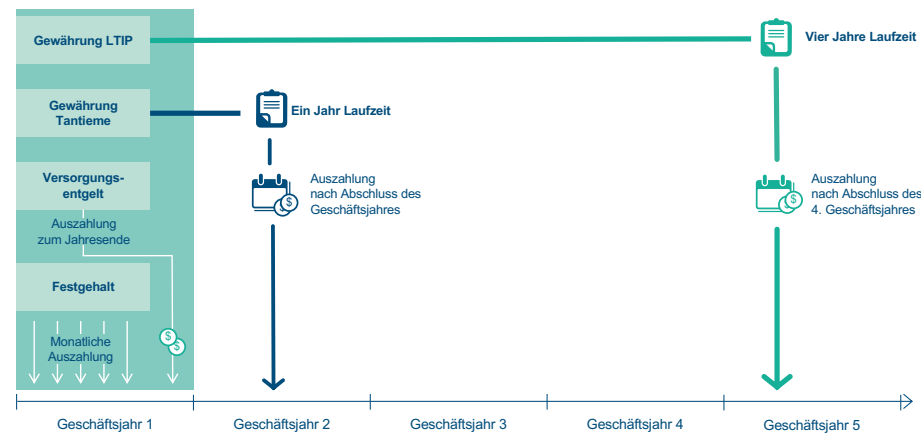 Gewährung LTIP
Vier Jahre Laufzeit
Gewährung
Tantieme
Ein Jahr Laufzeit
Versorgungs-
entgelt
Auszahlung
nach Abschluss des
Geschäftsjahres
Auszahlung
nach Abschluss des
4. Geschäftsjahres
Auszahlung
zum Jahresende
Festgehalt
Monatliche
Auszahlung
$
$
$
$
$
$
Geschäftsjahr 1
Geschäftsjahr 2
Geschäftsjahr 3
Geschäftsjahr 4
Geschäftsjahr 5